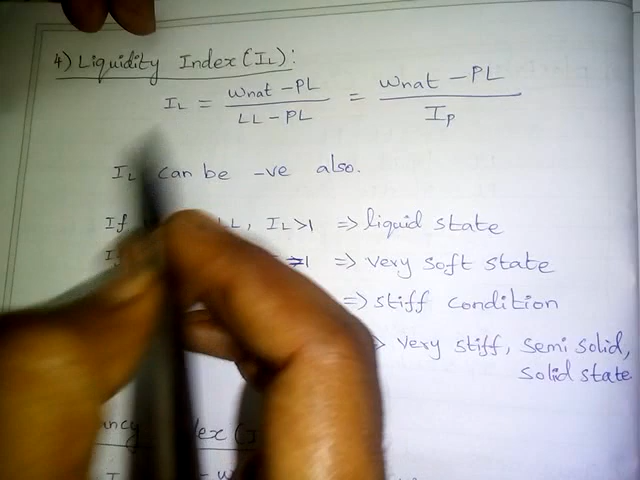 4) Liquidity Index (IL):
IL = wnat - PL / LL - PL = wnat - PL / Ip
IL can be -ve also.
If LL, IL>1 => liquid state
=1 => very soft state
=> stiff condition
> very stiff, semi solid,
solid state